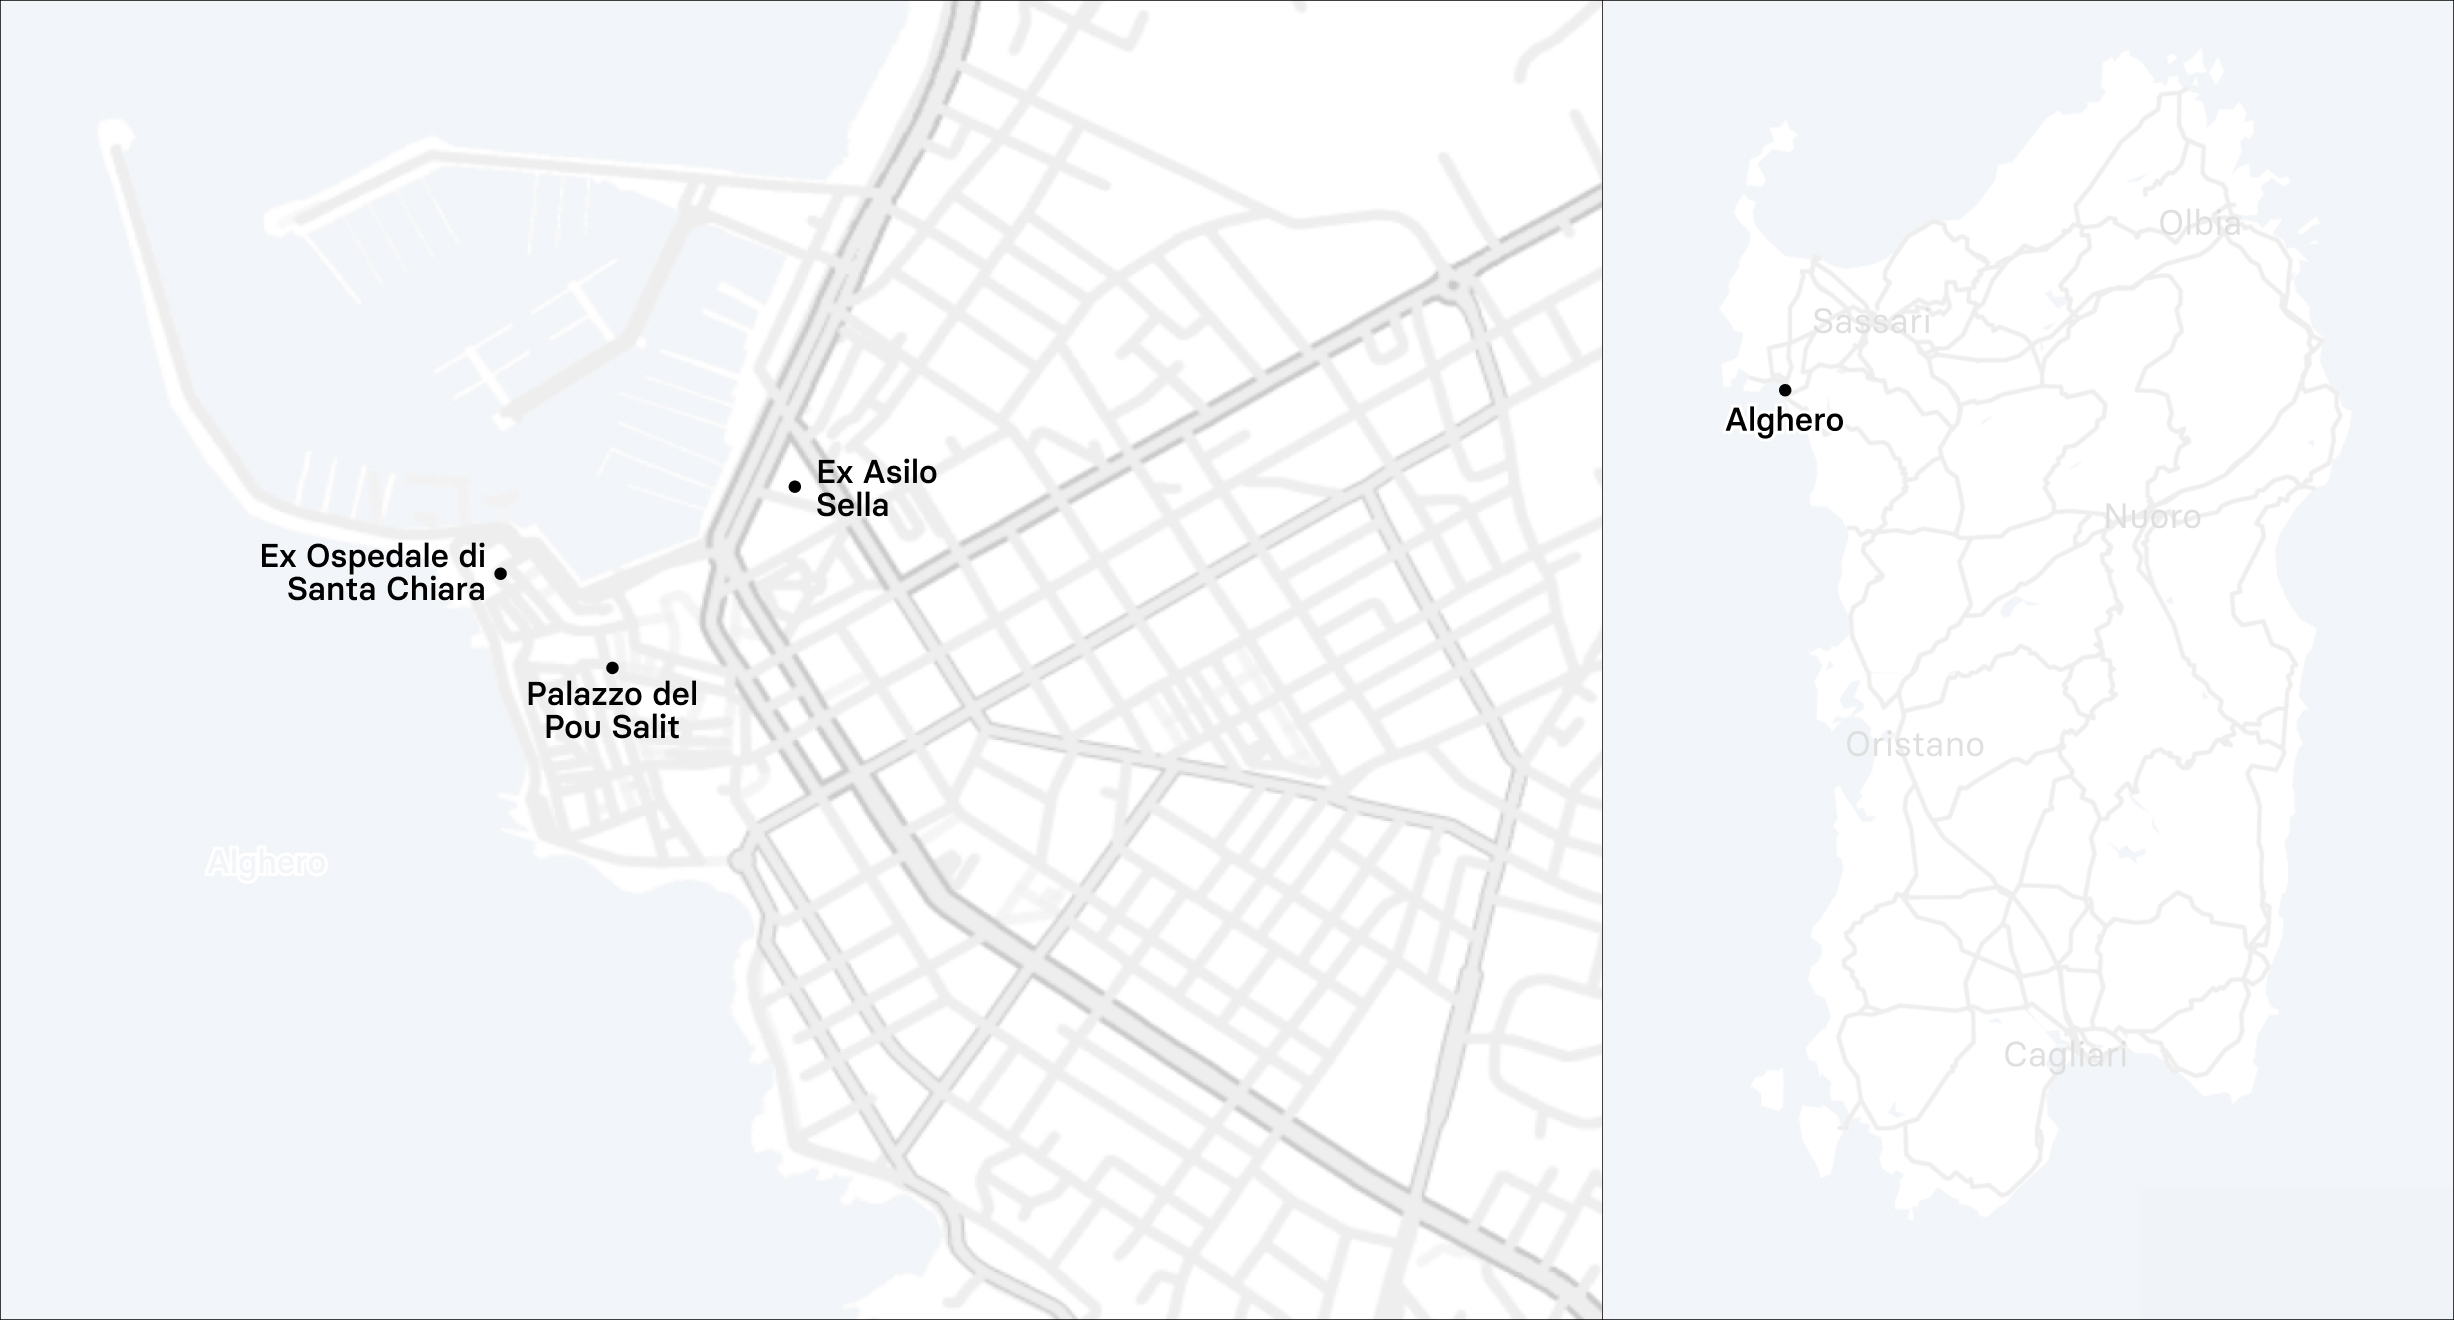 Ex Asilo
Sella
Ex Ospedale di
Santa Chiara
Palazzo del
Pou Salit
Alghero
Olbia
Sassari
Alghero
Nuoro
Oristano
Cagliari